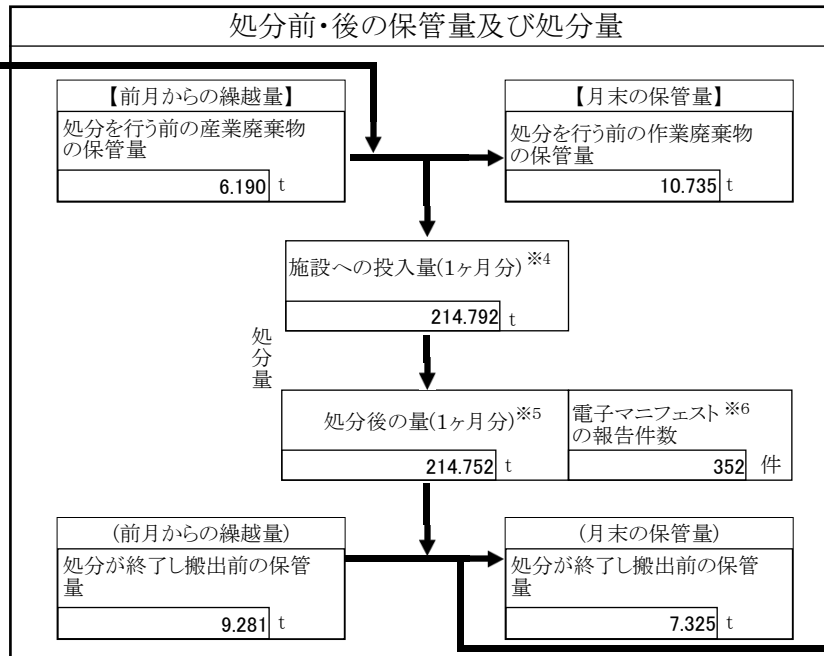 処分前・後の保管量及び処分量
【前月からの繰越量】
処分を行う前の産業廃棄物
の保管量
6.190 t
【月末の保管量】
処分を行う前の作業廃棄物
の保管量
10.735 t
施設への投入量(1ヶ月分)※4
214.792 t
処分量
処分後の量(1ヶ月分)※5
214.752 t
電子マニフェスト※6
の報告件数
352 件
(前月からの繰越量)
処分が終了し搬出前の保管
量
9.281 t
(月末の保管量)
処分が終了し搬出前の保管
量
7.325 t